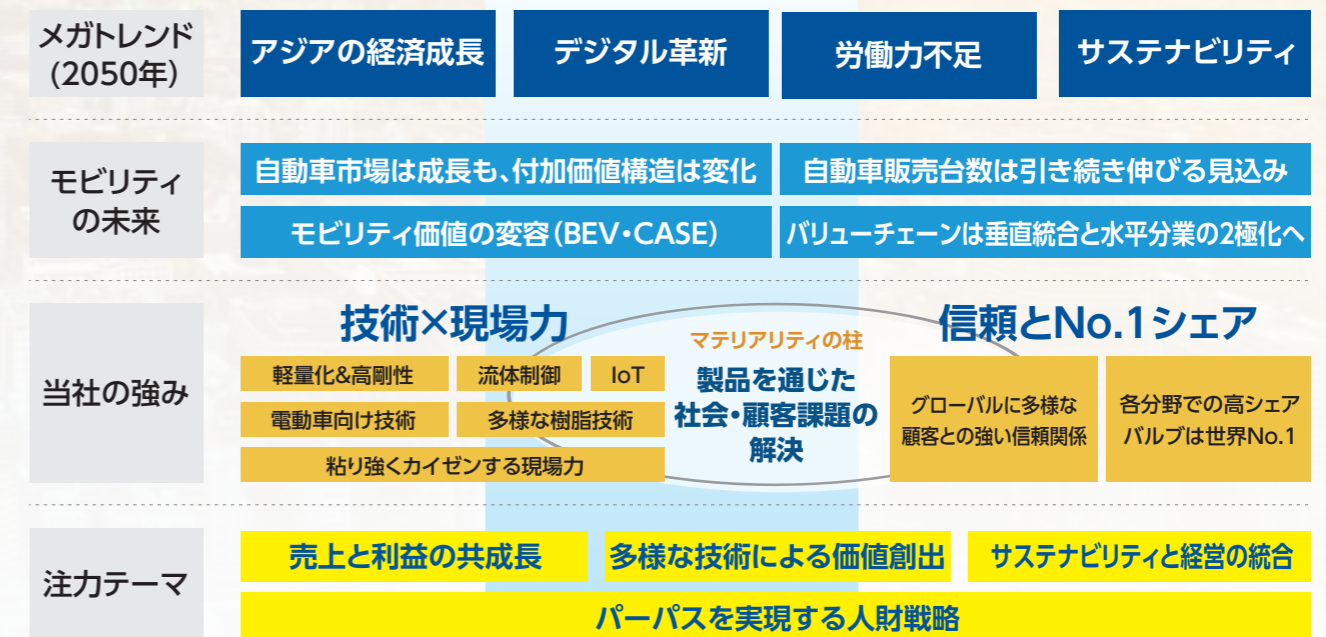 メガトレンド
(2050年)
アジアの経済成長
デジタル革新
労働力不足
サステナビリティ
モビリティ
の未来
自動車市場は成長も、付加価値構造は変化
自動車販売台数は引き続き伸びる見込み
モビリティ価値の変容(BEV・CASE)
バリューチェーンは垂直統合と水平分業の2極化へ
当社の強み
技術×現場力
軽量化&高剛性
流体制御
IoT
電動車向け技術
多様な樹脂技術
粘り強くカイゼンする現場力
マテリアリティの柱
製品を通じた
社会・顧客課題の
解決
信頼とNo.1シェア
グローバルに多様な
顧客との強い信頼関係
各分野での高シェア
バルブは世界No.1
注力テーマ
売上と利益の共成長
多様な技術による価値創出
サステナビリティと経営の統合
パーパスを実現する人財戦略